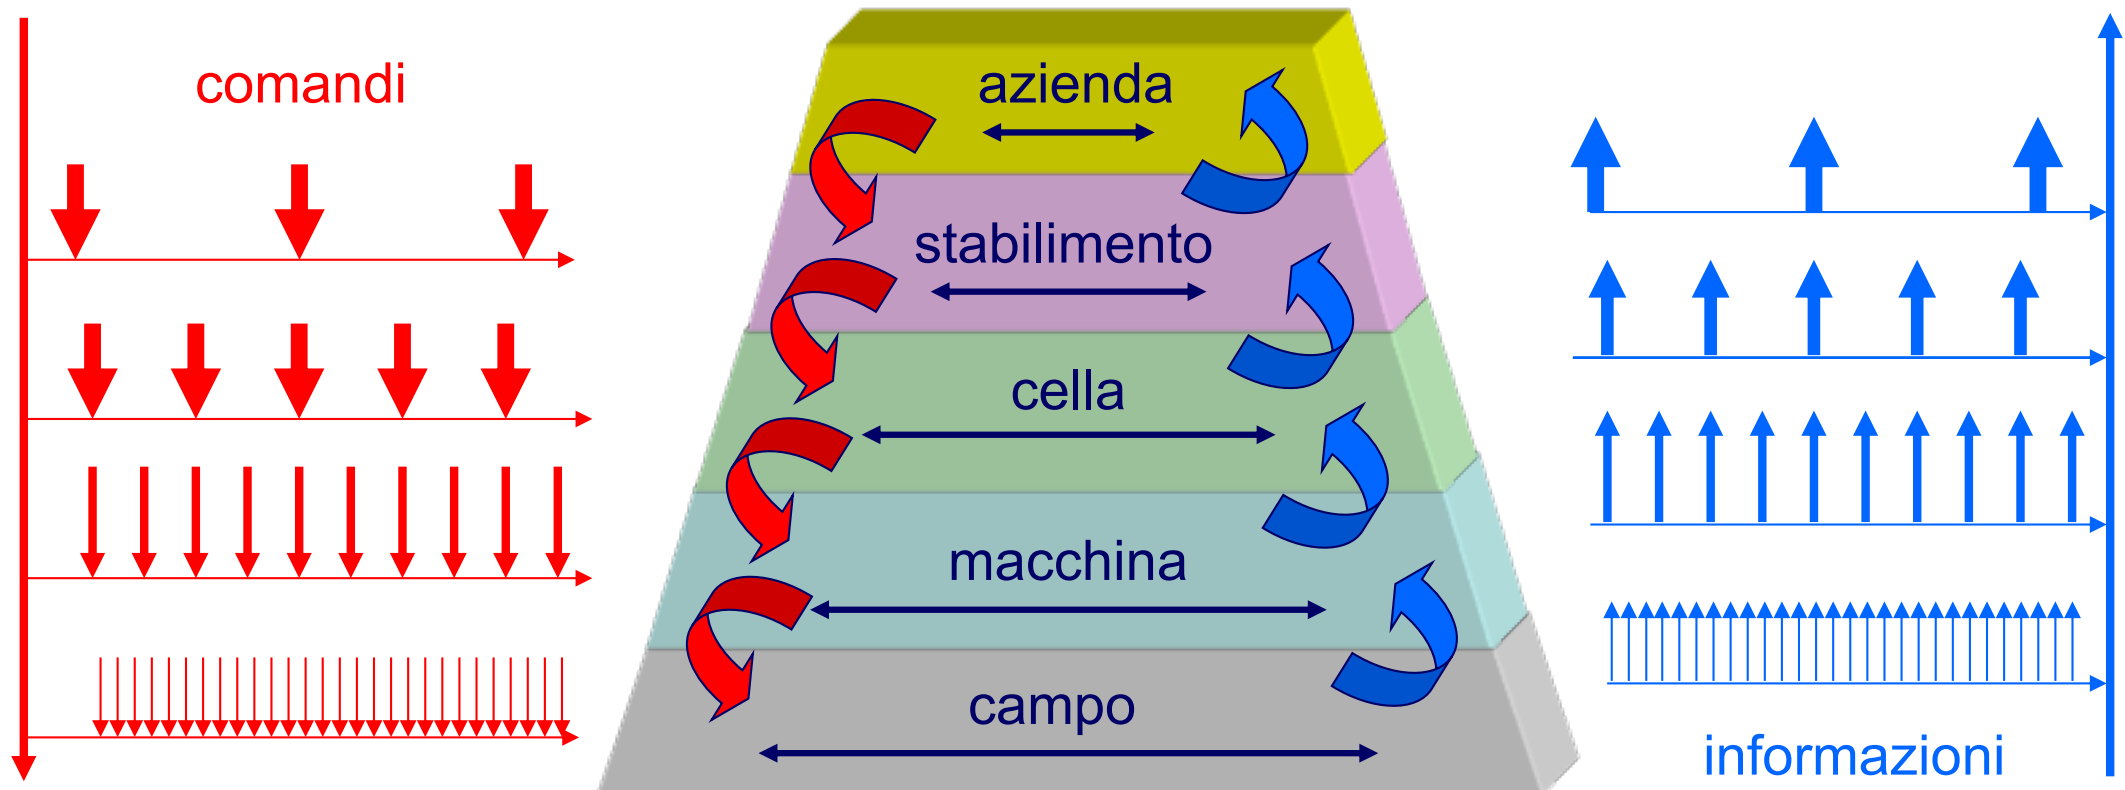 comandi
azienda
stabilimento
cella
macchina
campo
informazioni